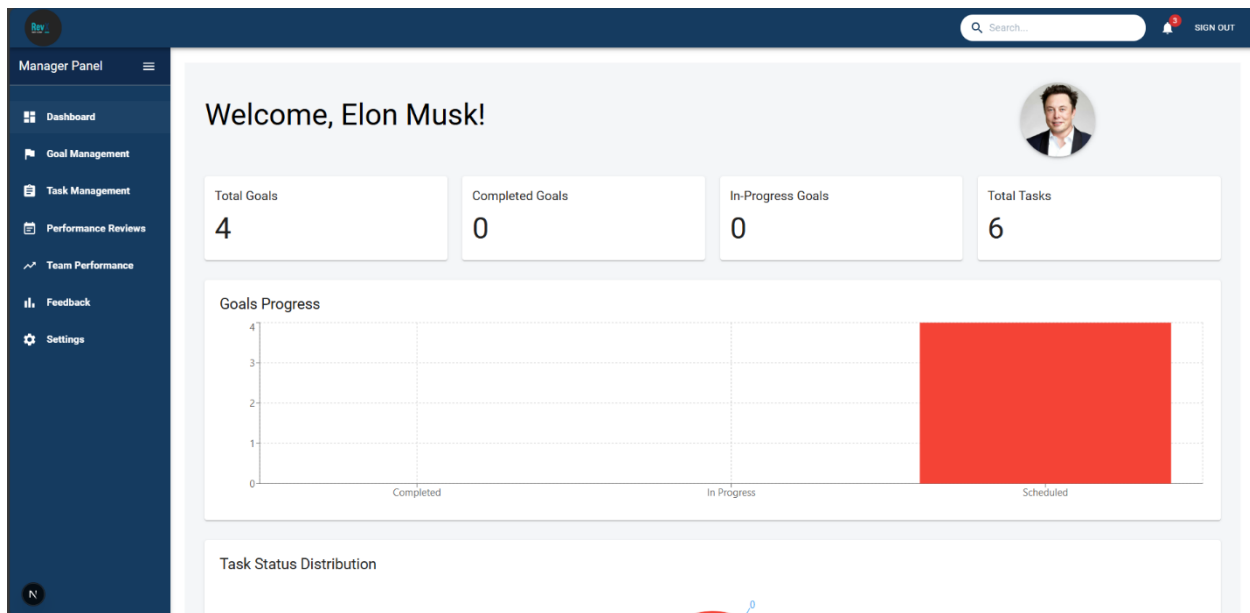 Rev
Search...
3
SIGN OUT
Manager Panel
Dashboard
Goal Management
Task Management
Performance Reviews
Team Performance
Feedback
Settings
N
Welcome, Elon Musk!
Total Goals
4
Completed Goals
0
In-Progress Goals
0
Total Tasks
6
Goals Progress
4
3
2
1
0
Completed
In Progress
Scheduled
Task Status Distribution
0